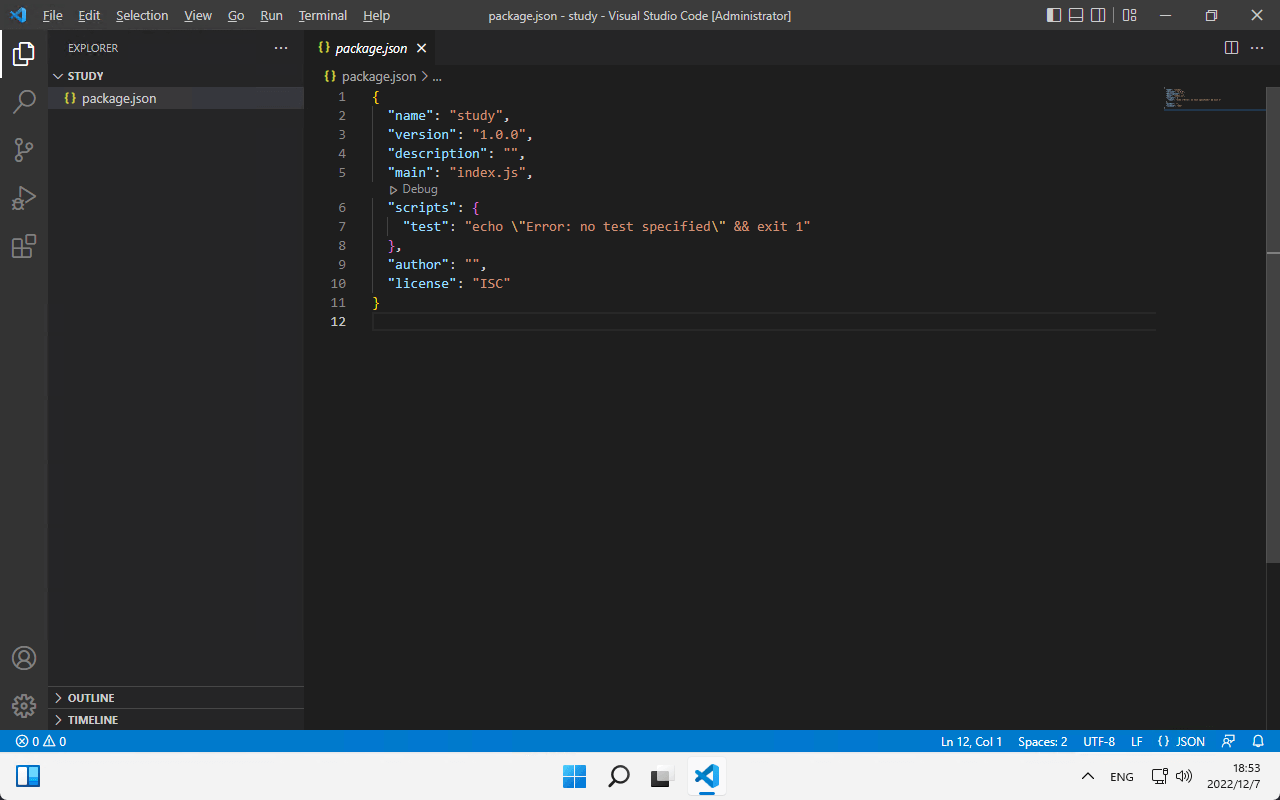 File Edit Selection View Go Run Terminal Help package.json - study - Visual Studio Code [Administrator]
EXPLORER
STUDY
{} package.json
{} package.json
{} package.json > ...
1 {
2 "name": "study",
3 "version": "1.0.0",
4 "description": "",
5 "main": "index.js",
Debug
6 "scripts": {
7 "test": "echo \"Error: no test specified\" && exit 1"
8 },
9 "author": "",
10 "license": "ISC"
11 }
12
OUTLINE
TIMELINE
0 0 Ln 12, Col 1 Spaces: 2 UTF-8 LF {} JSON
ENG 18:53
2022/12/7